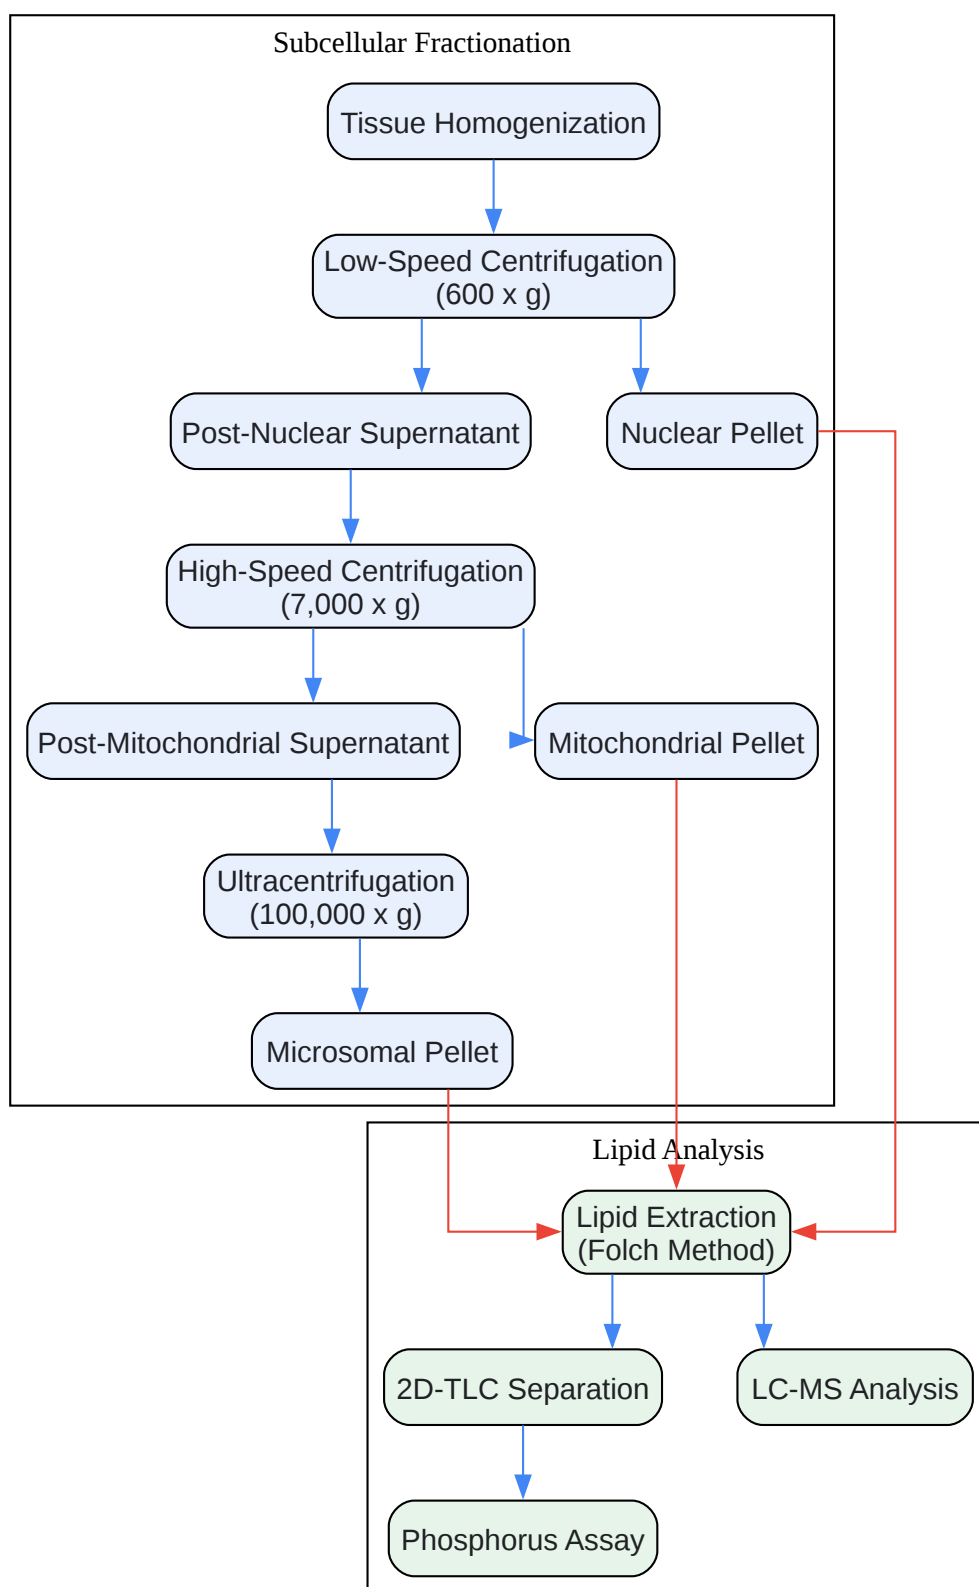 Subcellular Fractionation
Tissue Homogenization
Low-Speed Centrifugation
(600 x g)
Post-Nuclear Supernatant
Nuclear Pellet
High-Speed Centrifugation
(7,000 x g)
Post-Mitochondrial Supernatant
Mitochondrial Pellet
Ultracentrifugation
(100,000 x g)
Microsomal Pellet
Lipid Analysis
Lipid Extraction
(Folch Method)
2D-TLC Separation
LC-MS Analysis
Phosphorus Assay